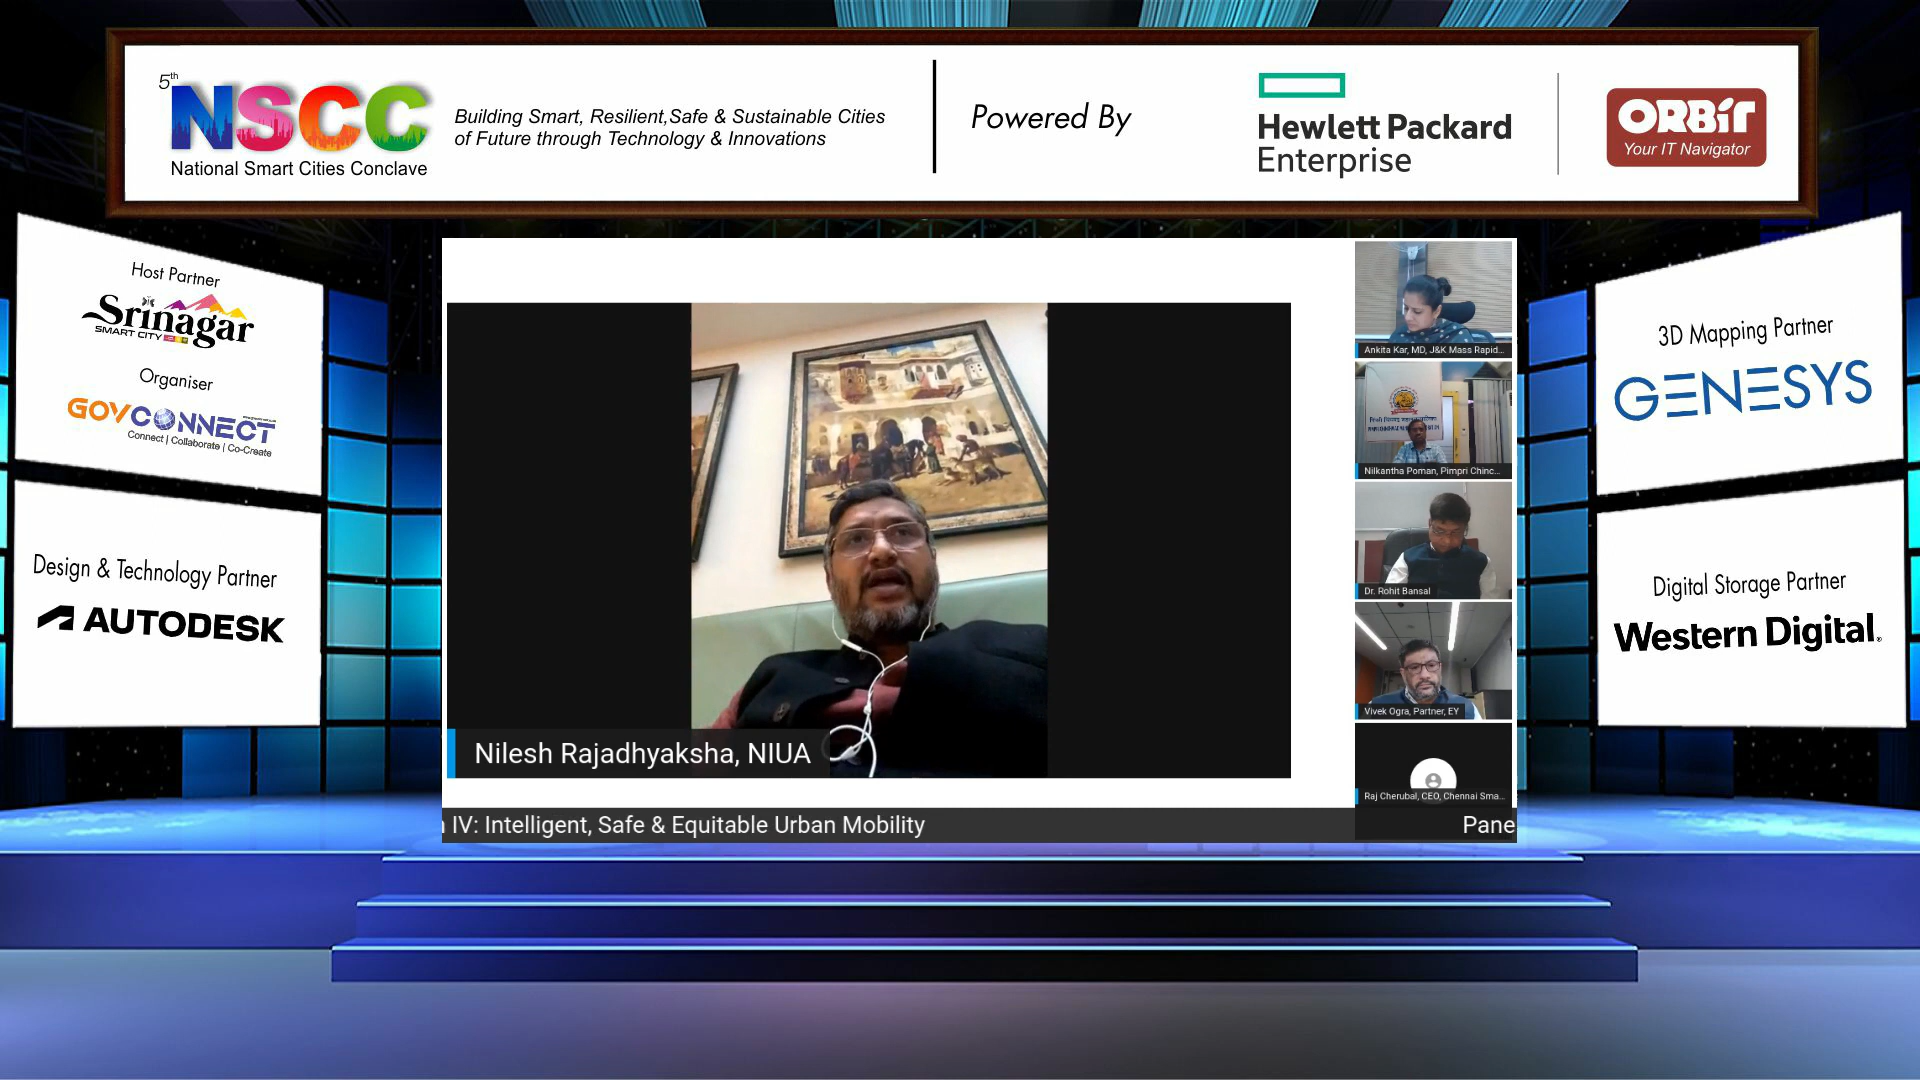 5th
NSCC
National Smart Cities Conclave
Building Smart, Resilient,Safe & Sustainable Cities
of Future through Technology & Innovations
Powered By
Hewlett Packard
Enterprise
ORBIT
Your IT Navigator
Host Partner
Srinagar
SMART CITY
Organiser
GOVCONNECT
Connect | Collaborate | Co-Create
Design & Technology Partner
AUTODESK
Nilesh Rajadhyaksha, NIUA
IV: Intelligent, Safe & Equitable Urban Mobility
Pane
Ankita Kar, MD, J&K Mass Rapid...
Nilkantha Poman, Pimpri Chinc...
Dr. Rohit Bansal
Vivek Ogra, Partner, EY
Raj Cherubal, CEO, Chennai Sma...
3D Mapping Partner
GENESYS
Digital Storage Partner
Western Digital.